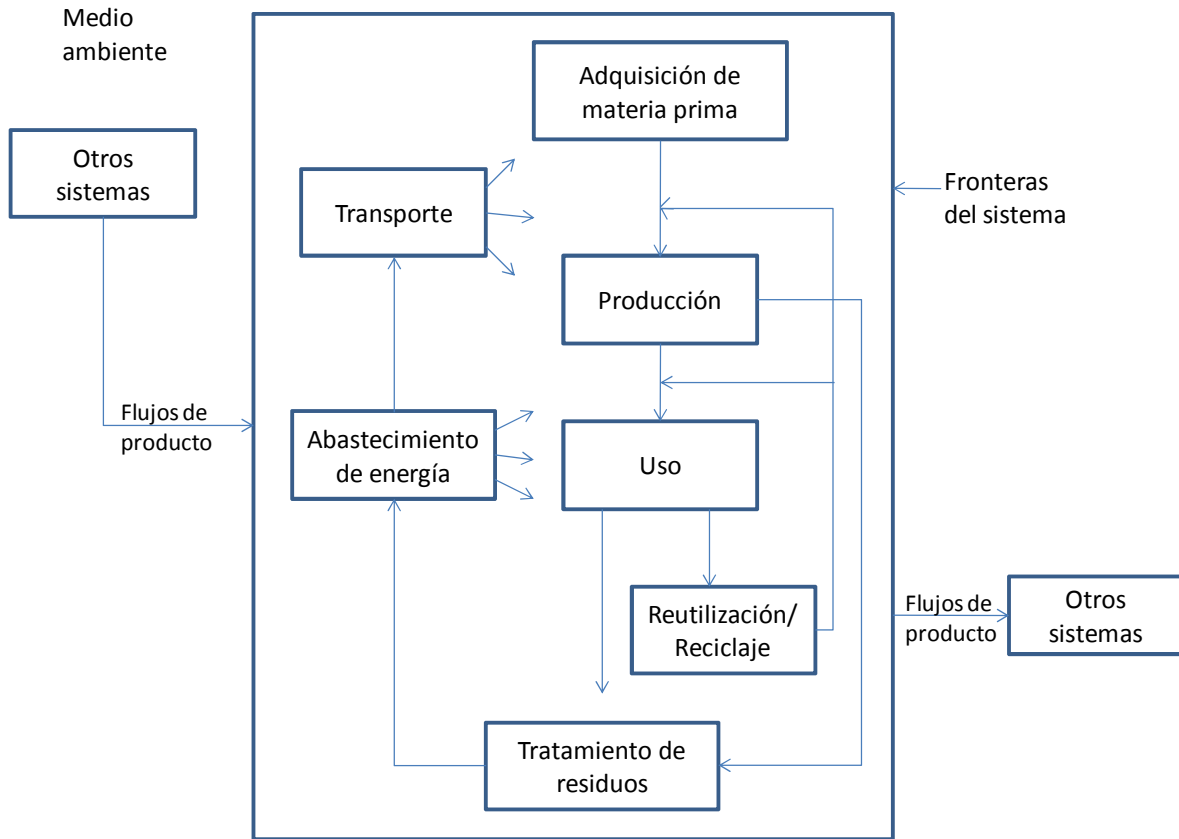 Medio
ambiente
Adquisición de
materia prima
Otros
sistemas
Transporte
Fronteras
del sistema
Producción
Flujos de
producto
Abastecimiento
de energía
Uso
Reutilización/
Reciclaje
Flujos de
producto
Otros
sistemas
Tratamiento de
residuos